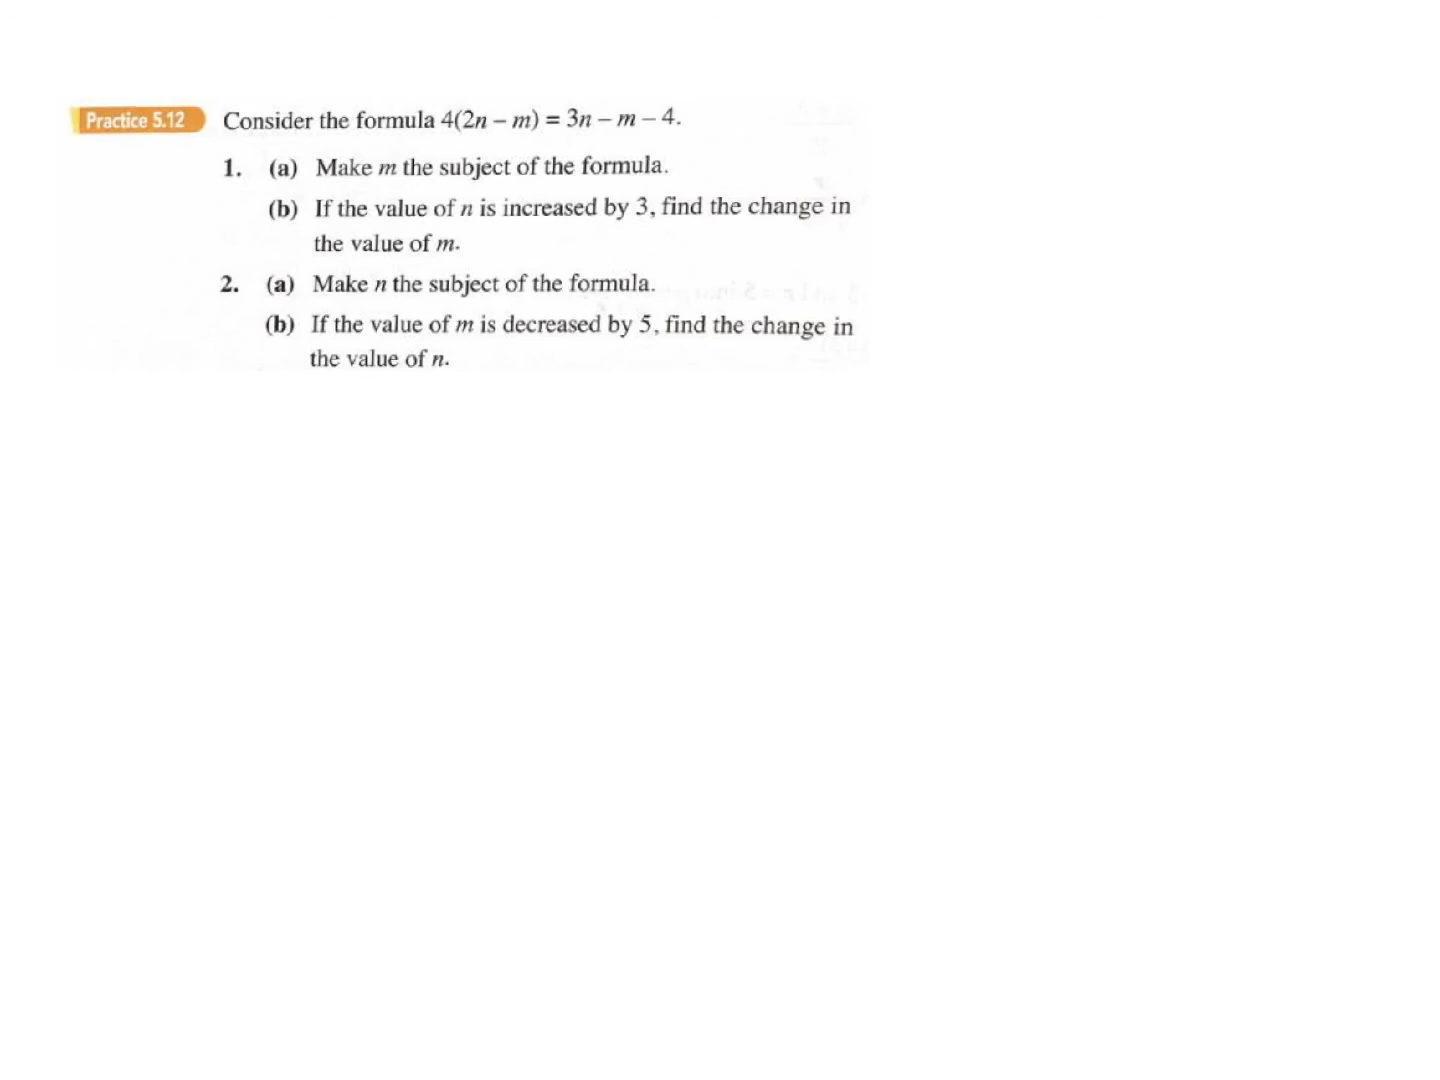 Practice 5.12 Consider the formula 4(2n – m) = 3n – m – 4.
1. (a) Make m the subject of the formula.
(b) If the value of n is increased by 3, find the change in
the value of m.
2. (a) Make n the subject of the formula.
(b) If the value of m is decreased by 5, find the change in
the value of n.